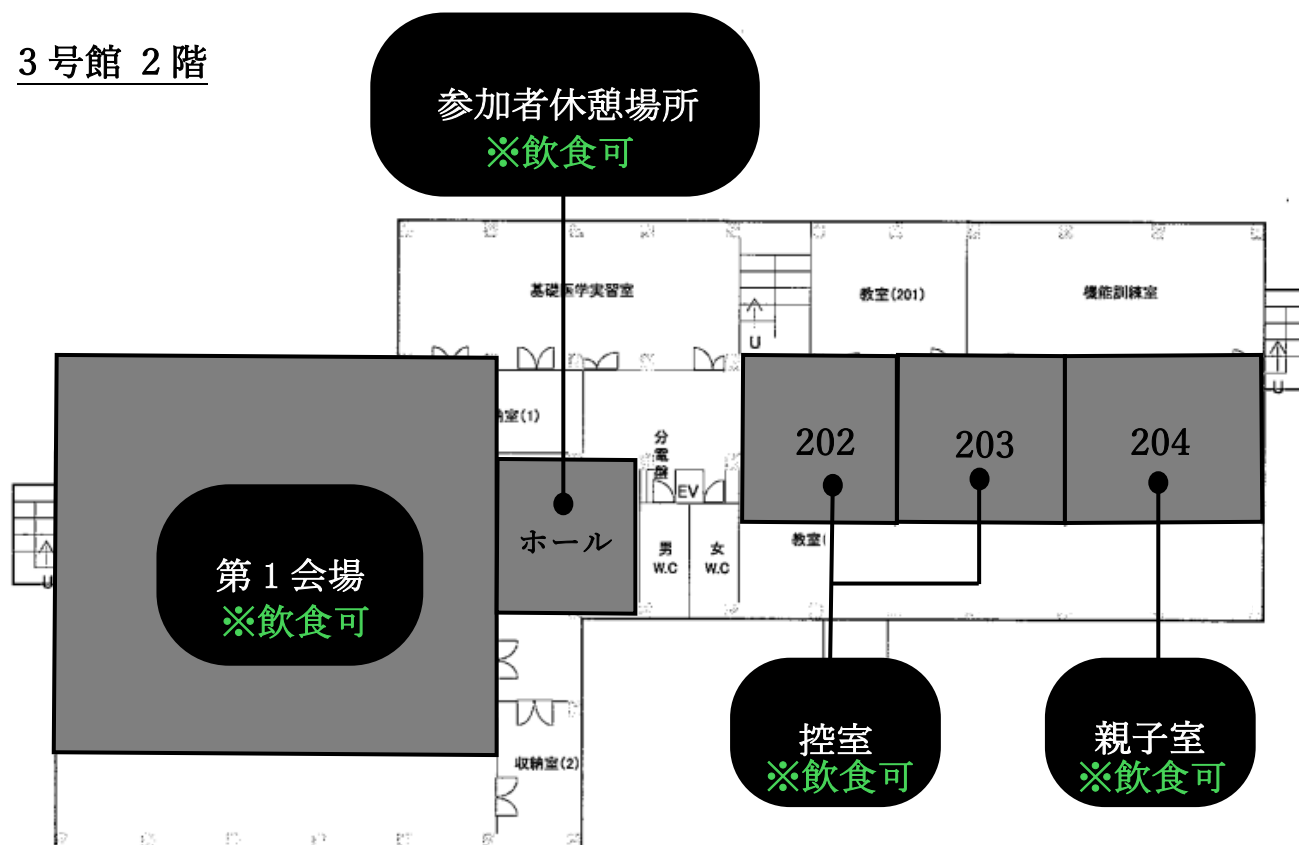 3号館 2階
参加者休憩場所
※飲食可
基礎医学実習室
教室(201)
機能訓練室
U
U
納室(1)
分電盤
EV
202
203
204
ホール
男
W.C
女
W.C
教室(
U
第1会場
※飲食可
収納室(2)
控室
※飲食可
親子室
※飲食可